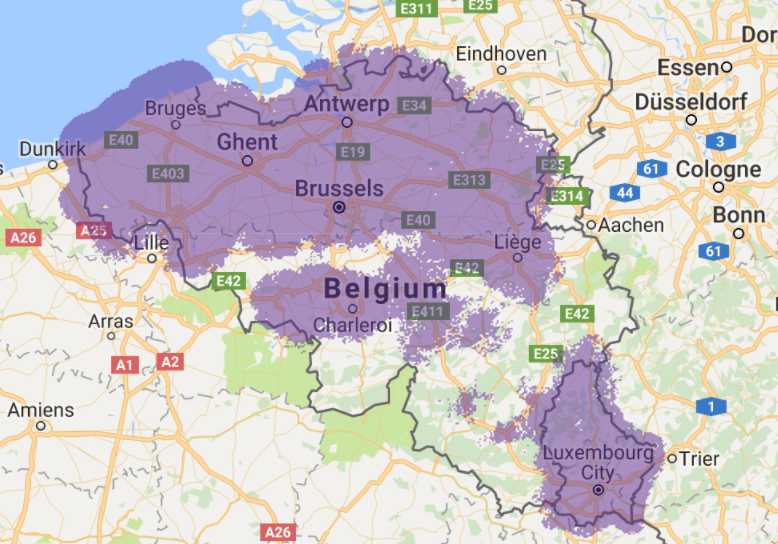 E311
E25
Dor
Eindhoven
Essen
Düsseldorf
Bruges
Antwerp
E34
Dunkirk
E40
Ghent
E19
3
E403
E25
61
Cologne
Brussels
E313
44
E314
A26
A25
E40
Aachen
Bonn
Lille
Liège
61
E42
E42
Belgium
E411
E42
Arras
Charleroi
A1
A2
E25
Amiens
1
Luxembourg
City
Trier
A26